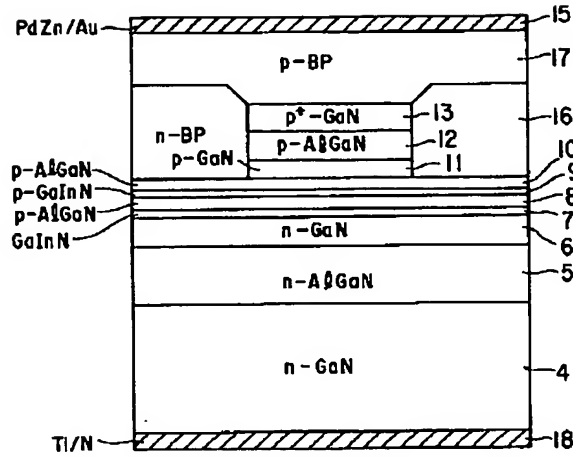 PdZn/Au
15
p-BP
17
p⁺-GaN
13
n-BP
p-AlGaN
12
16
p-GaN
11
10
p-AlGaN
9
p-GaInN
8
p-AlGaN
7
GaInN
n-GaN
6
n-AlGaN
5
n-GaN
4
Ti/N
18